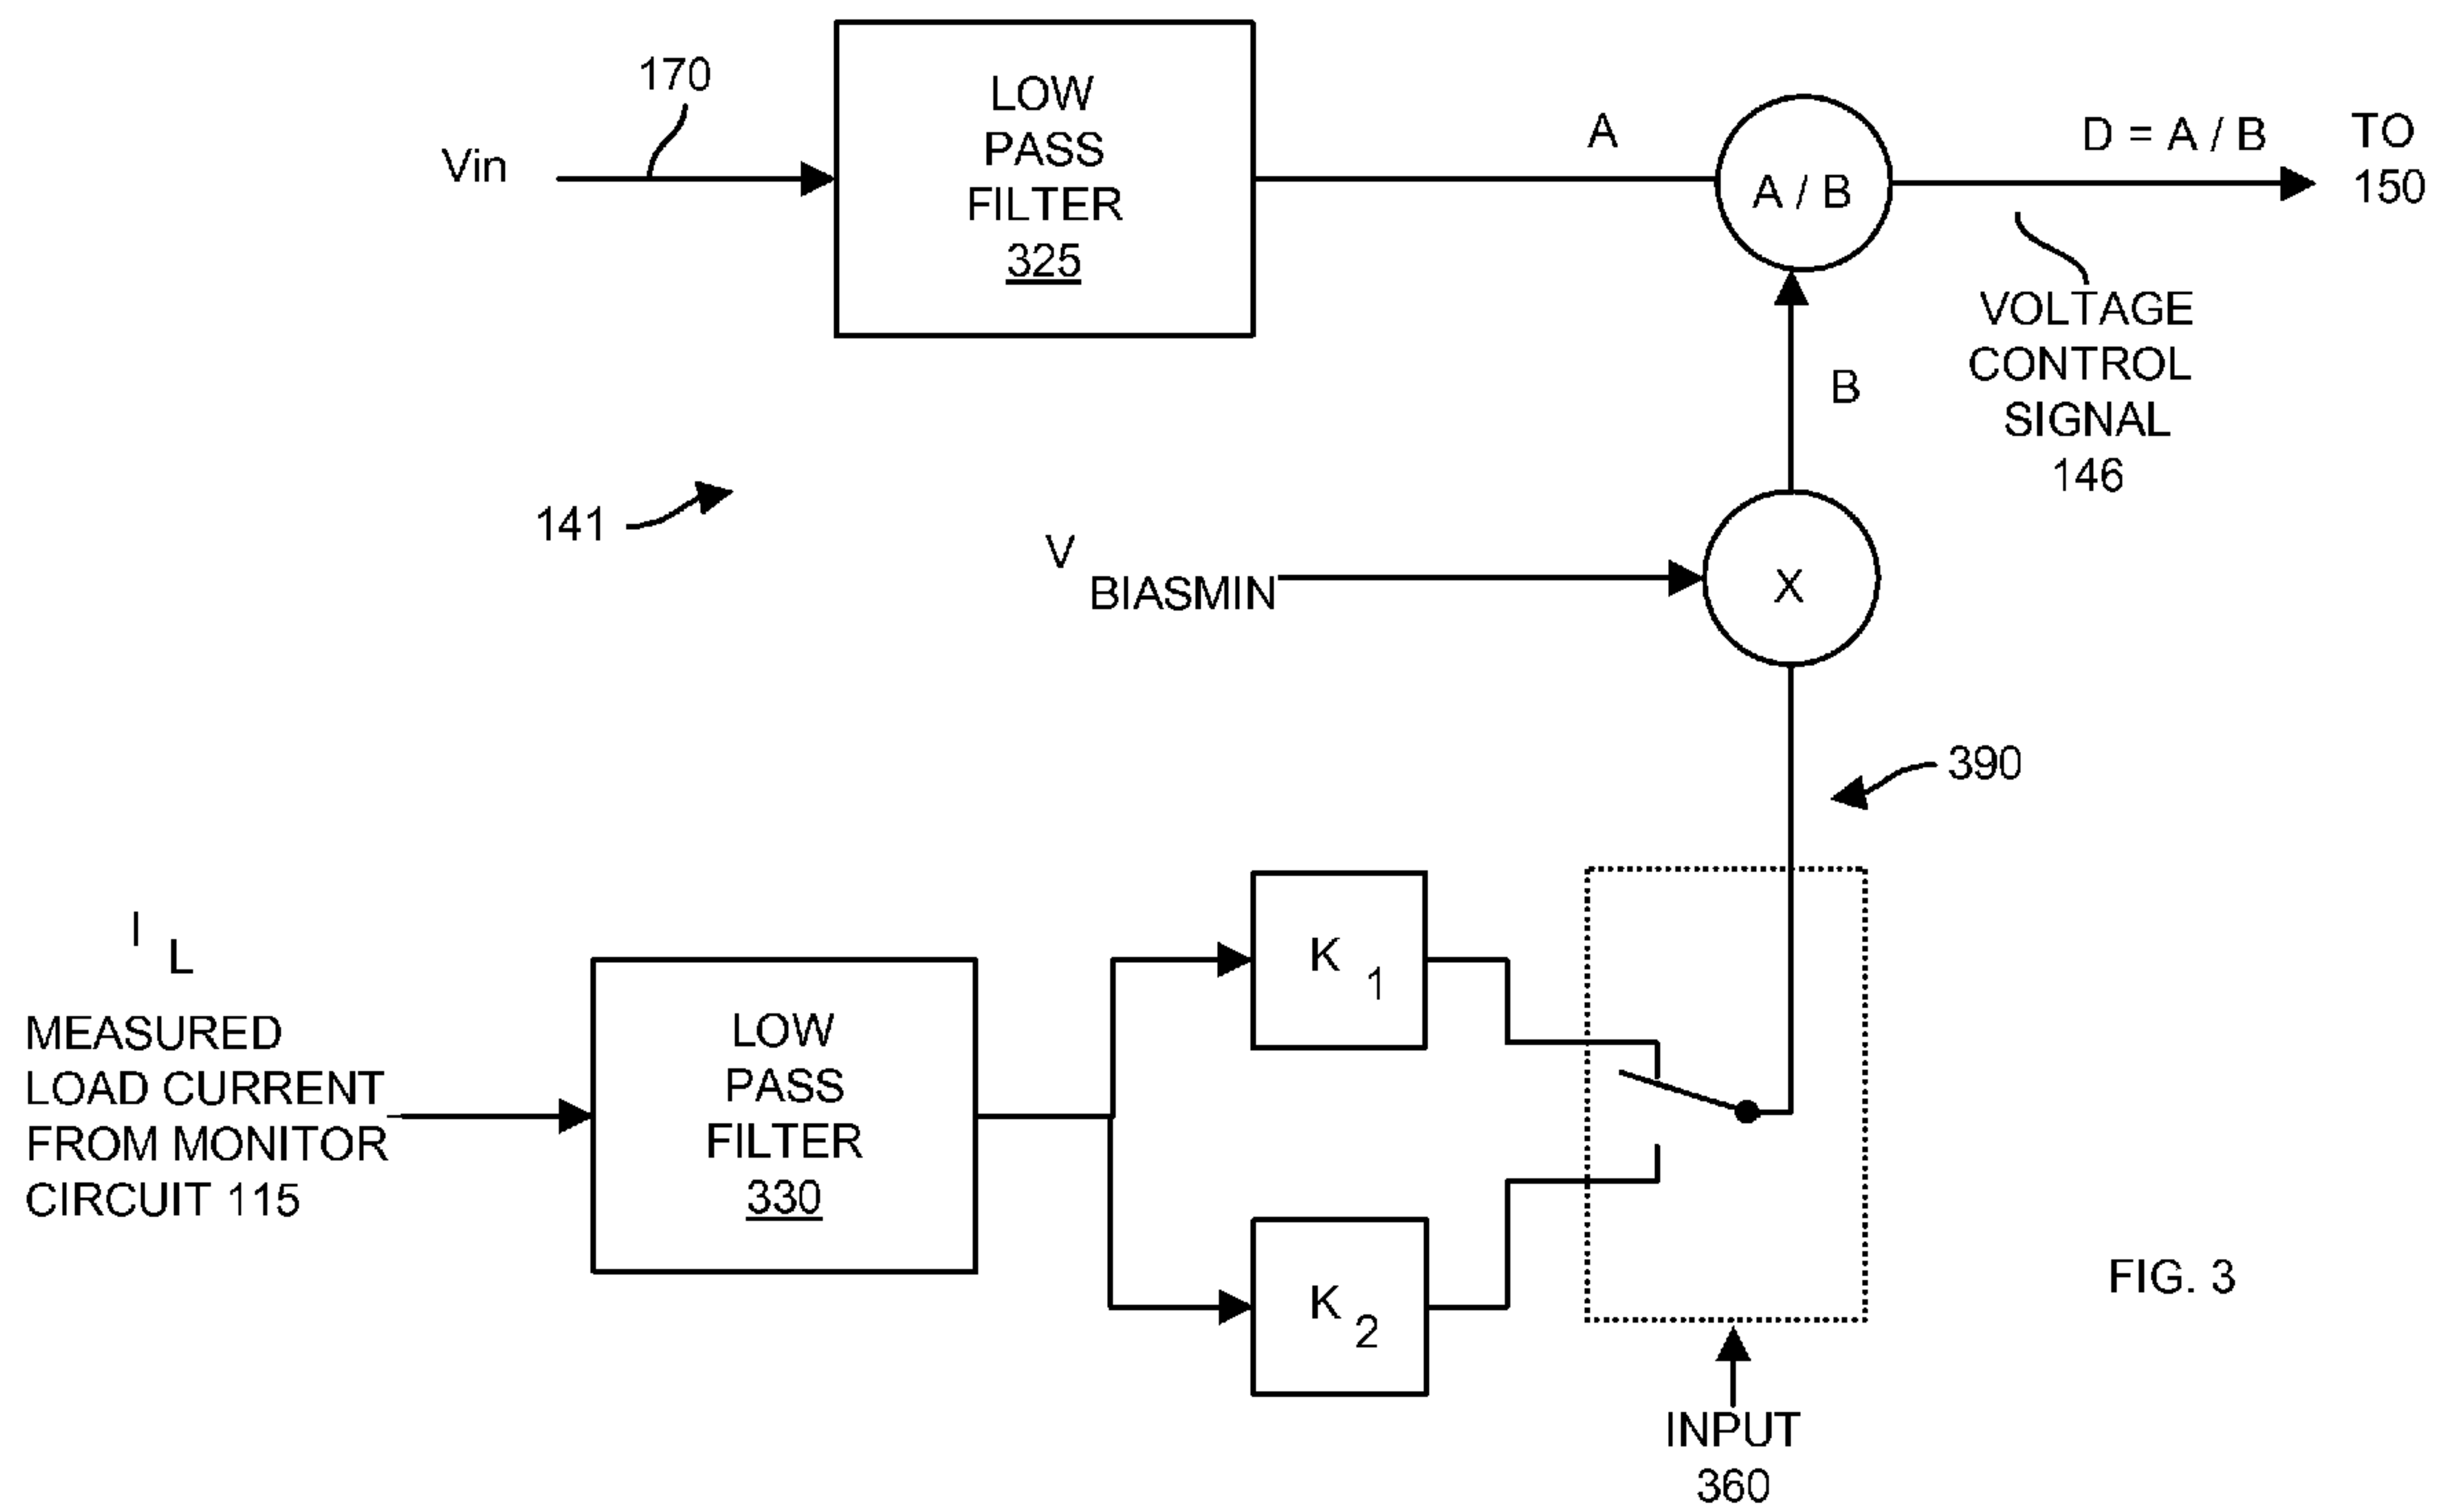 170
Vin
LOW
PASS
FILTER
325
A
A / B
D = A / B
TO
150
VOLTAGE
CONTROL
SIGNAL
146
B
141
V BIASMIN
X
390
I L
MEASURED
LOAD CURRENT
FROM MONITOR
CIRCUIT 115
LOW
PASS
FILTER
330
K 1
K 2
INPUT
360
FIG. 3